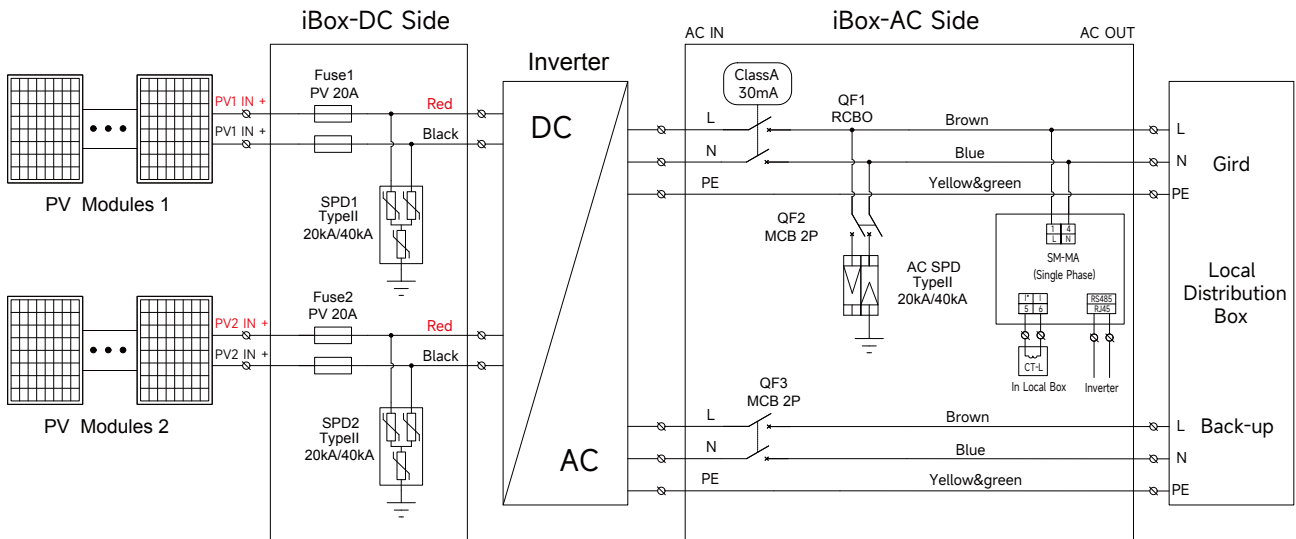 iBox-DC Side
iBox-AC Side
AC IN
AC OUT
Inverter
Fuse1
PV 20A
ClassA
30mA
QF1
RCBO
PV1 IN +
Red
PV1 IN +
Black
DC
L
Brown
L
N
Blue
N
Gird
PE
Yellow&green
PE
PV Modules 1
SPD1
TypeII
20kA/40kA
QF2
MCB 2P
1 4
L N
SM-MA
(Single Phase)
AC SPD
TypeII
20kA/40kA
Local
Distribution
Box
I* I
5 6
RS485
RJ45
CT-L
In Local Box
Inverter
Fuse2
PV 20A
PV2 IN +
Red
PV2 IN +
Black
QF3
MCB 2P
L
Brown
L
Back-up
PV Modules 2
SPD2
TypeII
20kA/40kA
AC
N
Blue
N
PE
Yellow&green
PE